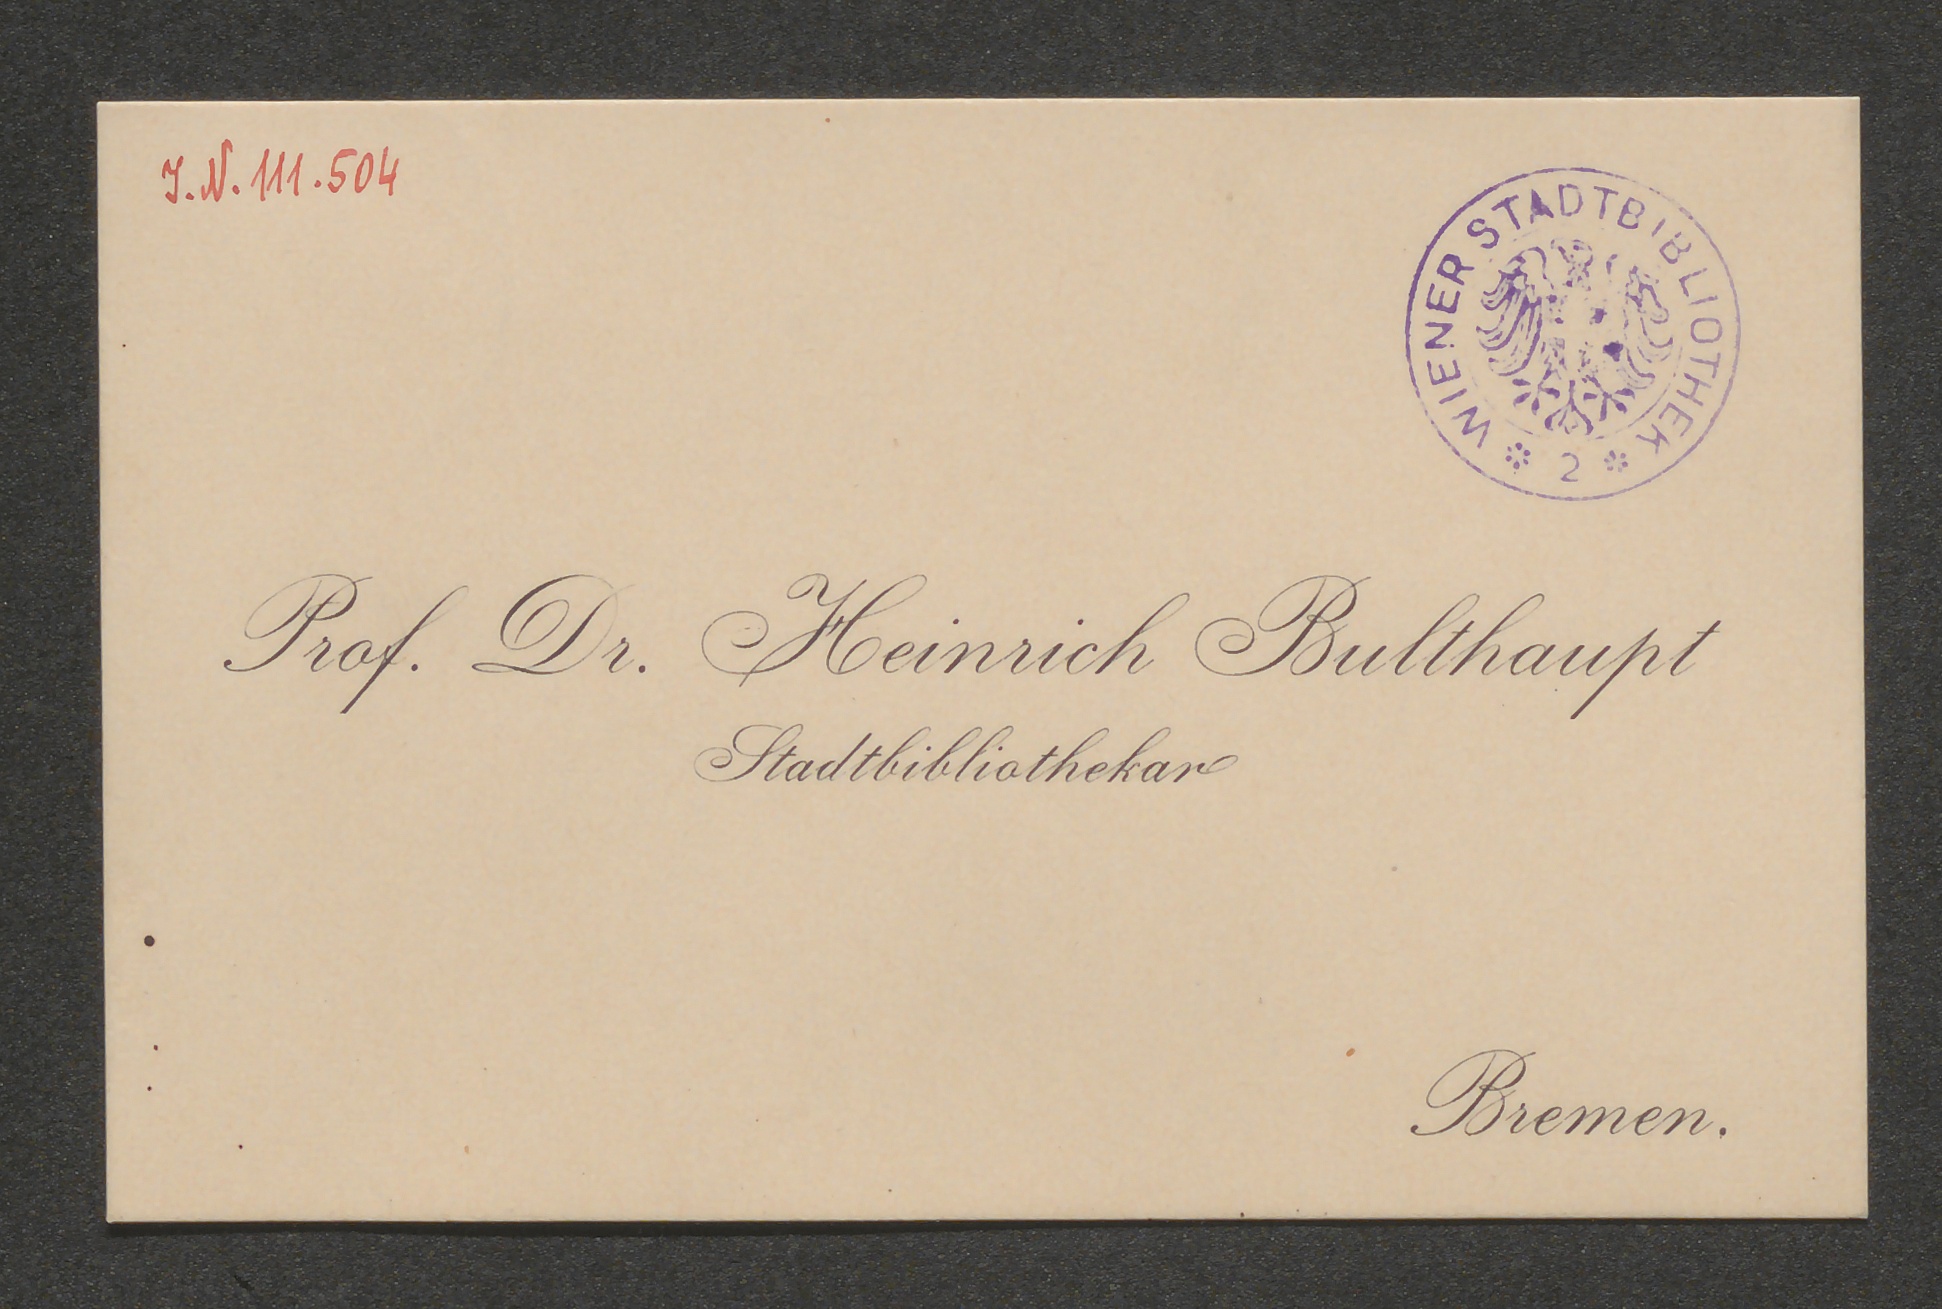 J.N. 111.504
WIENER STADTBIBLIOTHEK
2
Prof. Dr. Heinrich Bulthaupt
Stadtbibliothekar
Bremen.